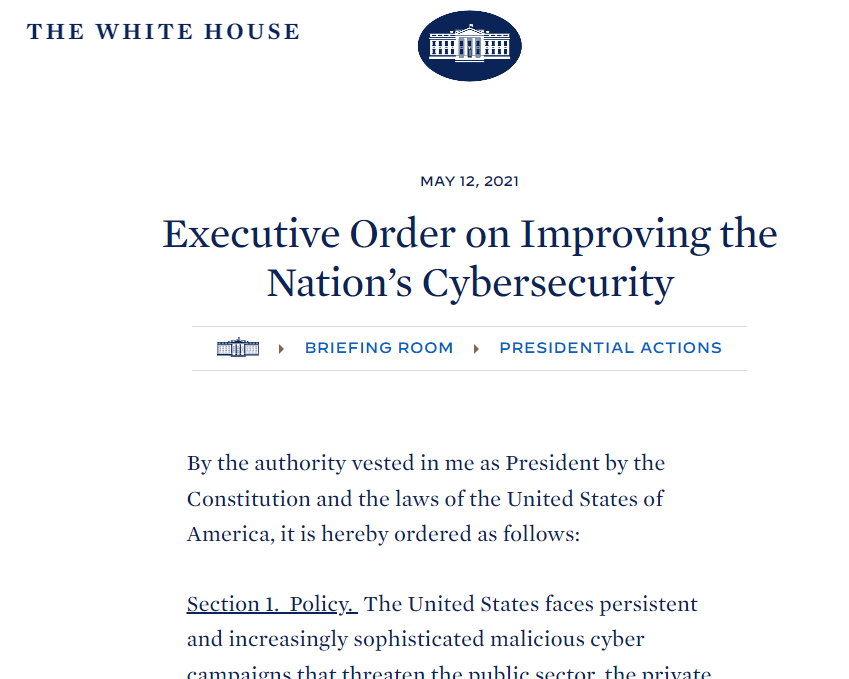 THE WHITE HOUSE
MAY 12, 2021
Executive Order on Improving the
Nation’s Cybersecurity
BRIEFING ROOM
PRESIDENTIAL ACTIONS
By the authority vested in me as President by the
Constitution and the laws of the United States of
America, it is hereby ordered as follows:
Section 1.  Policy.  The United States faces persistent
and increasingly sophisticated malicious cyber
campaigns that threaten the public sector, the private